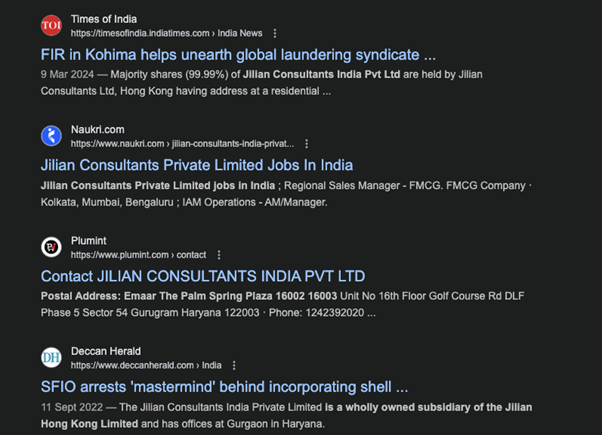 TOI
Times of India
https://timesofindia.indiatimes.com › India News
FIR in Kohima helps unearth global laundering syndicate ...
9 Mar 2024 — Majority shares (99.99%) of Jilian Consultants India Pvt Ltd are held by Jilian
Consultants Ltd, Hong Kong having address at a residential ...
Naukri.com
https://www.naukri.com › jilian-consultants-india-privat...
Jilian Consultants Private Limited Jobs In India
Jilian Consultants Private Limited jobs in India ; Regional Sales Manager - FMCG. FMCG Company ·
Kolkata, Mumbai, Bengaluru ; IAM Operations - AM/Manager.
Plumint
https://www.plumint.com › contact
Contact JILIAN CONSULTANTS INDIA PVT LTD
Postal Address: Emaar The Palm Spring Plaza 16002 16003 Unit No 16th Floor Golf Course Rd DLF
Phase 5 Sector 54 Gurugram Haryana 122003 · Phone: 1242392020 ...
DH
Deccan Herald
https://www.deccanherald.com › India
SFIO arrests 'mastermind' behind incorporating shell ...
11 Sept 2022 — The Jilian Consultants India Private Limited is a wholly owned subsidiary of the Jilian
Hong Kong Limited and has offices at Gurgaon in Haryana.